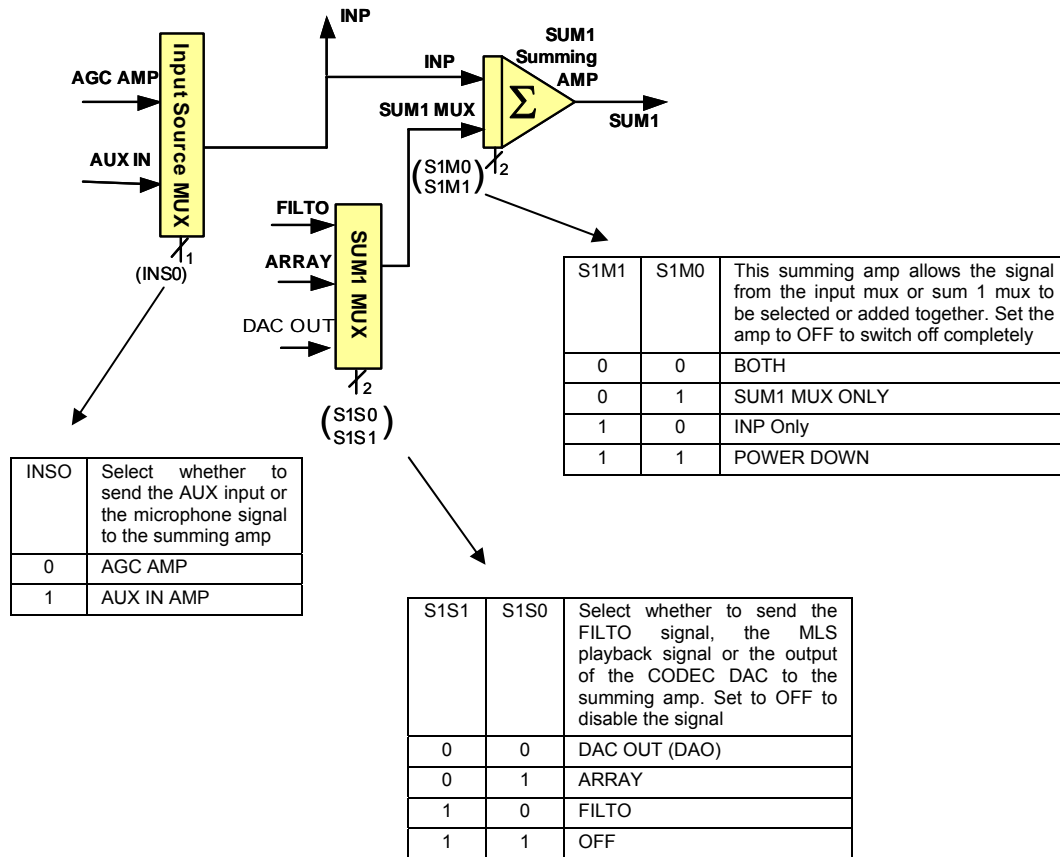 INP
SUM1
Summing
AMP
AGC AMP
INP
Σ
SUM1
SUM1 MUX
AUX IN
Input Source MUX
1
(INS0)
(S1M0
S1M1)
2
FILTO
ARRAY
DAC OUT
SUM1 MUX
2
(S1S0
S1S1)
S1M1 S1M0 This summing amp allows the signal
from the input mux or sum 1 mux to
be selected or added together. Set the
amp to OFF to switch off completely
0 0 BOTH
0 1 SUM1 MUX ONLY
1 0 INP Only
1 1 POWER DOWN
INSO Select whether to
send the AUX input or
the microphone signal
to the summing amp
0 AGC AMP
1 AUX IN AMP
S1S1 S1S0 Select whether to send the
FILTO signal, the MLS
playback signal or the output
of the CODEC DAC to the
summing amp. Set to OFF to
disable the signal
0 0 DAC OUT (DAO)
0 1 ARRAY
1 0 FILTO
1 1 OFF